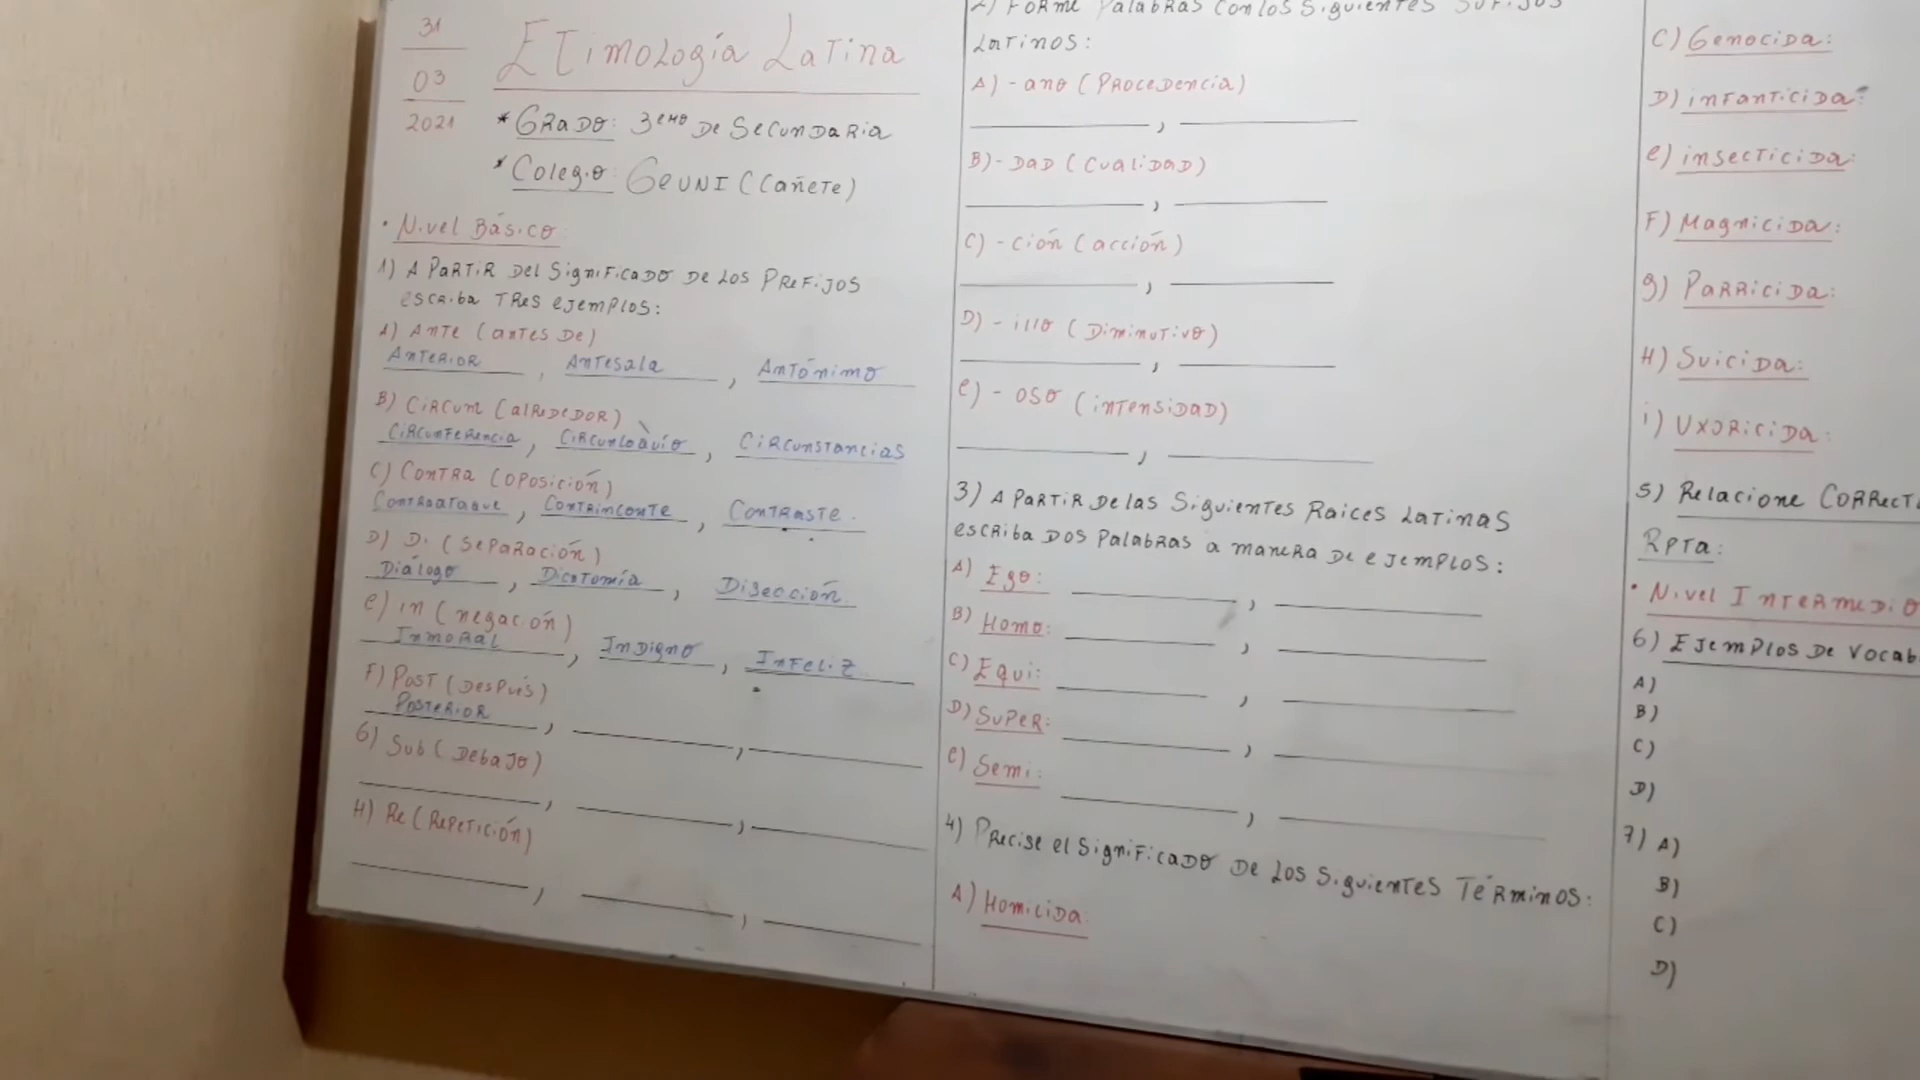 31
03
2021
Etimología Latina
* Grado: 3ero de Secundaria
* Colegio: GEUNI (Cañete)
• Nivel Básico:
1) A partir del significado de los prefijos
escriba tres ejemplos:
A) Ante (antes de)
Anterior, Antesala, Antónimo
B) Circum (alrededor)
Circunferencia, Circunloquio, Circunstancias
C) Contra (oposición)
Contraataque, Contrincante, Contraste.
D) Di (separación)
Diálogo, Dicotomía, Disección.
e) in (negación)
Inmoral, Indigno, Infeliz
F) Post (después)
Posterior, ,
G) Sub (Debajo)
, ,
H) Re (Repetición)
, ,
2) Forme palabras con los siguientes sufijos
Latinos:
A) - ano (Procedencia)
,
B) - dad (Cualidad)
,
C) - ción (acción)
,
D) - illo (Diminutivo)
,
e) - oso (intensidad)
,
3) A partir de las siguientes raices latinas
escriba dos palabras a manera de ejemplos:
A) Ego: ,
B) Homo: ,
C) Equi: ,
D) Super: ,
e) Semi: ,
4) Precise el significado de los siguientes términos:
A) Homicida:
C) Genocida:
D) infanticida:
e) insecticida:
F) Magnicida:
g) Parricida:
H) Suicida:
i) Uxoricida:
5) Relacione correct
Rpta:
• Nivel Intermedio
6) Ejemplos de vocab
A)
B)
C)
D)
7) A)
B)
C)
D)